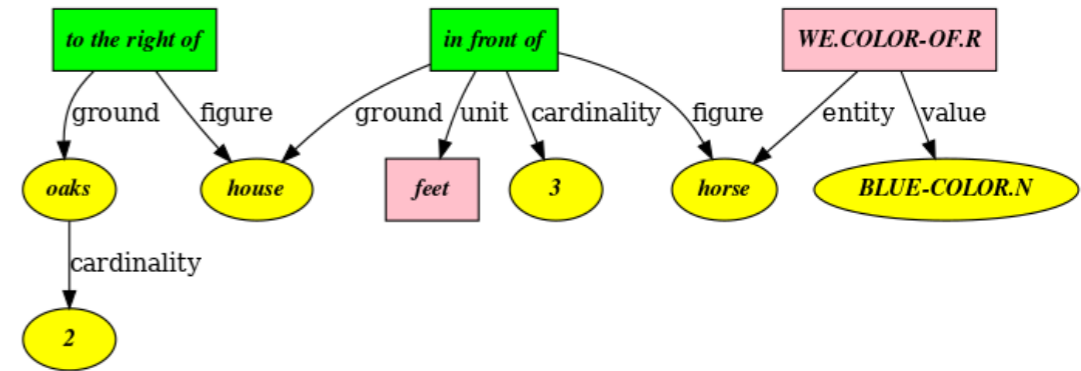 to the right of
in front of
WE.COLOR-OF.R
ground
figure
ground
unit
cardinality
figure
entity
value
oaks
house
feet
3
horse
BLUE-COLOR.N
cardinality
2